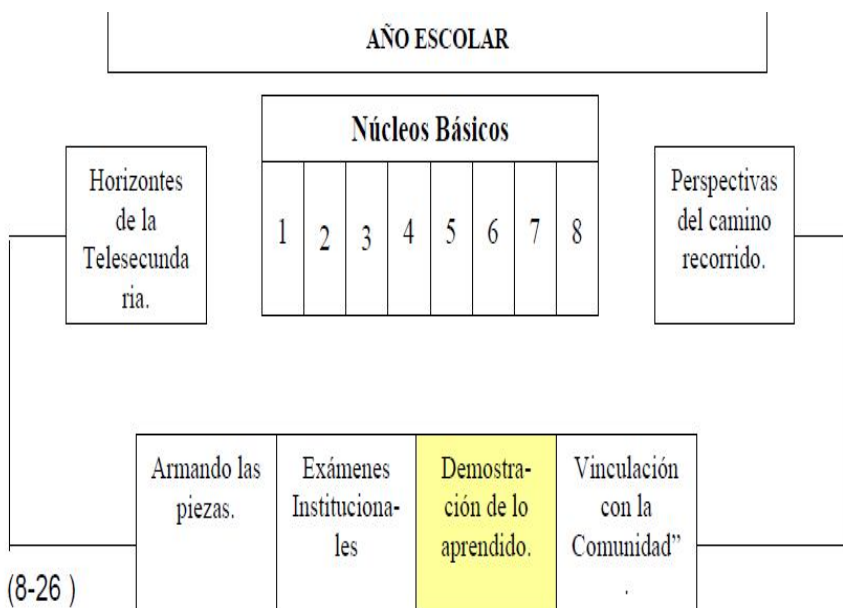 AÑO ESCOLAR
Núcleos Básicos
1 2 3 4 5 6 7 8
Horizontes
de la
Telesecunda
ria.
Perspectivas
del camino
recorrido.
Armando las
piezas.
Exámenes
Instituciona-
les
Demostra-
ción de lo
aprendido.
Vinculación
con la
Comunidad”
.
(8-26 )